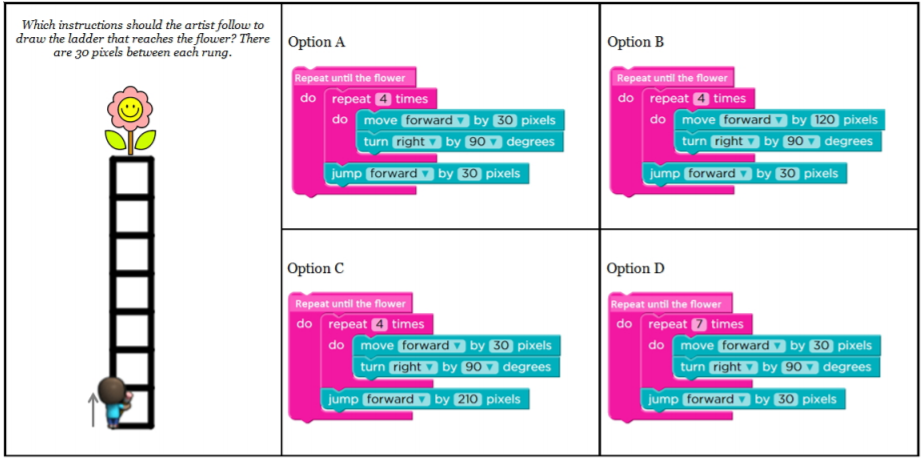 Which instructions should the artist follow to
draw the ladder that reaches the flower? There
are 30 pixels between each rung.
Option A
Repeat until the flower
do repeat 4 times
do move forward ▼ by 30 pixels
turn right ▼ by 90 degrees
jump forward ▼ by 30 pixels
Option B
Repeat until the flower
do repeat 4 times
do move forward ▼ by 120 pixels
turn right ▼ by 90 degrees
jump forward ▼ by 30 pixels
Option C
Repeat until the flower
do repeat 4 times
do move forward ▼ by 30 pixels
turn right ▼ by 90 degrees
jump forward ▼ by 210 pixels
Option D
Repeat until the flower
do repeat 7 times
do move forward ▼ by 30 pixels
turn right ▼ by 90 degrees
jump forward ▼ by 30 pixels